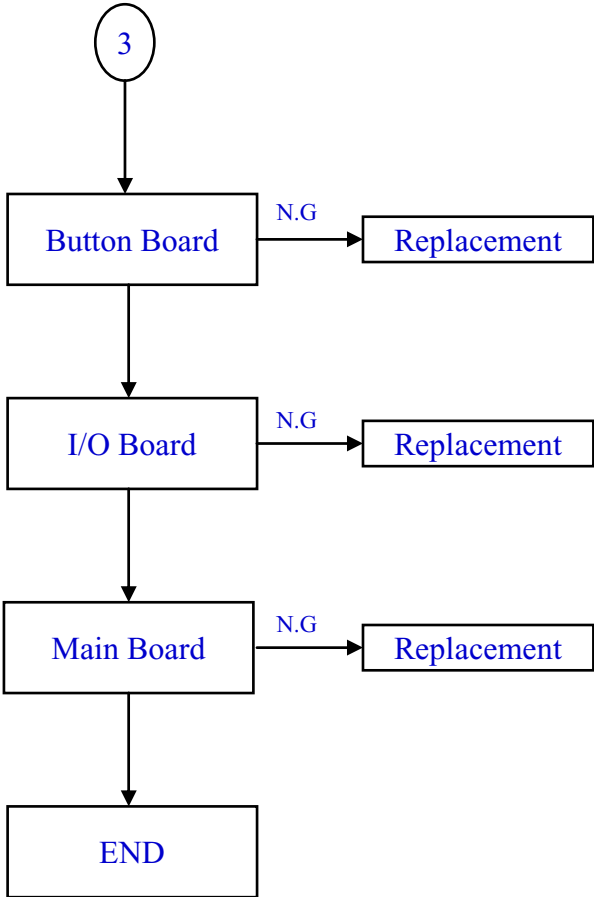 3
Button Board
N.G
Replacement
I/O Board
N.G
Replacement
Main Board
N.G
Replacement
END